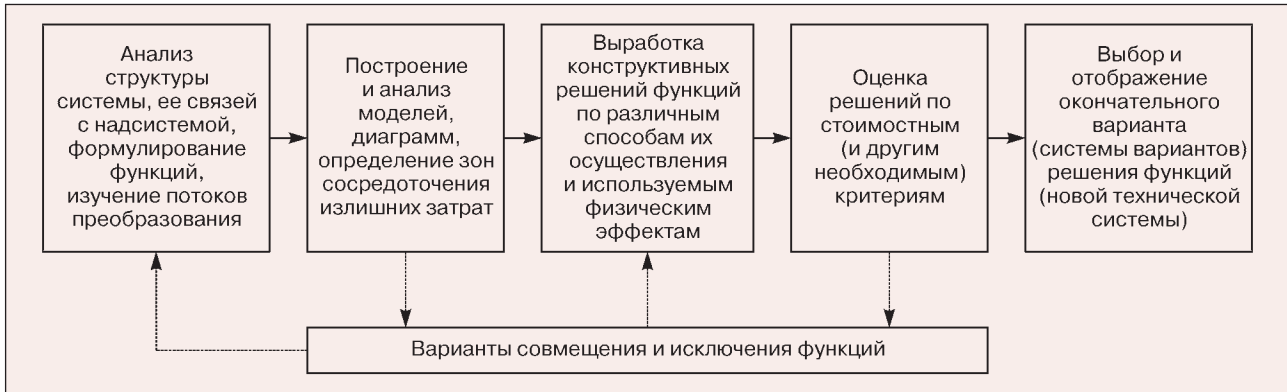 Анализ
структуры
системы, ее связей
с надсистемой,
формулирование
функций,
изучение потоков
преобразования
Построение
и анализ
моделей,
диаграмм,
определение зон
сосредоточения
излишних затрат
Выработка
конструктивных
решений функций
по различным
способам их
осуществления
и используемым
физическим
эффектам
Оценка
решений по
стоимостным
(и другим
необходимым)
критериям
Выбор и
отображение
окончательного
варианта
(системы вариантов)
решения функций
(новой технической
системы)
Варианты совмещения и исключения функций